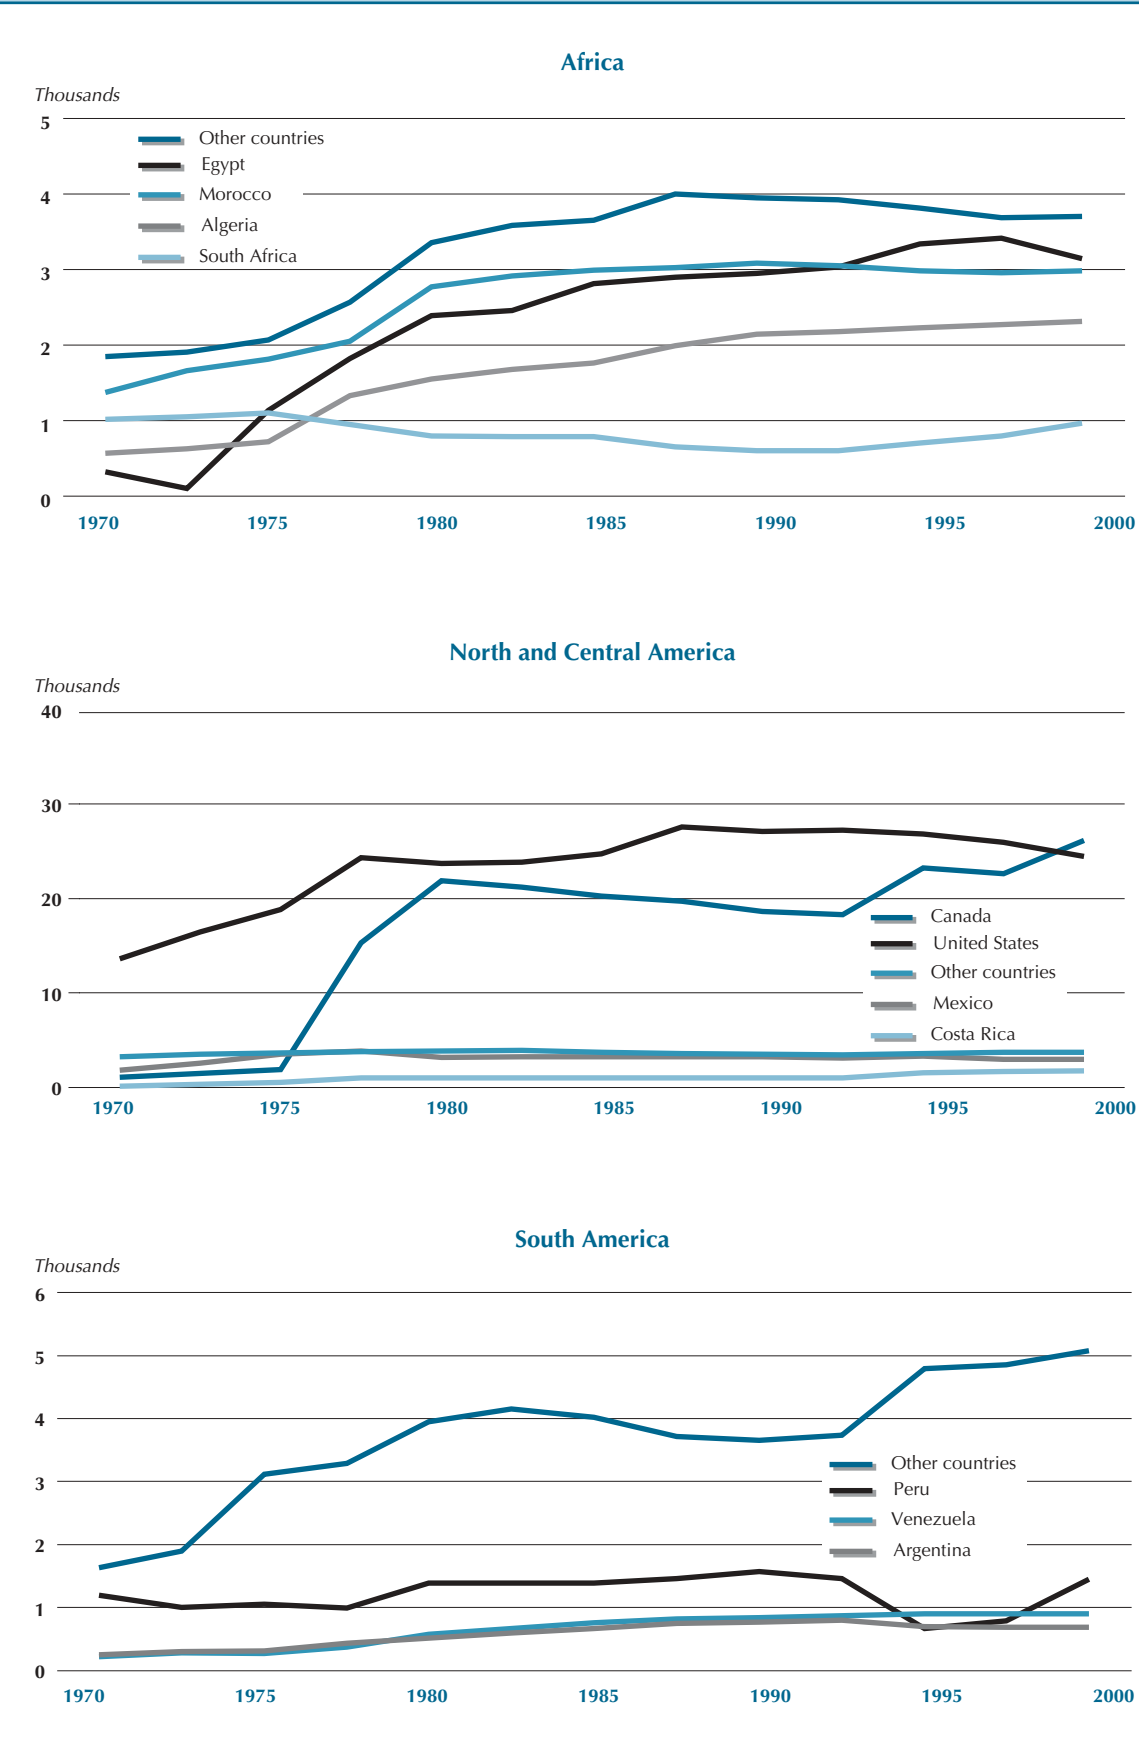 Africa
Thousands
5
Other countries
Egypt
4
Morocco
Algeria
South Africa
3
2
1
0
1970 1975 1980 1985 1990 1995 2000
North and Central America
Thousands
40
30
20
Canada
United States
Other countries
10
Mexico
Costa Rica
0
1970 1975 1980 1985 1990 1995 2000
South America
Thousands
6
5
4
Other countries
3
Peru
Venezuela
2
Argentina
1
0
1970 1975 1980 1985 1990 1995 2000